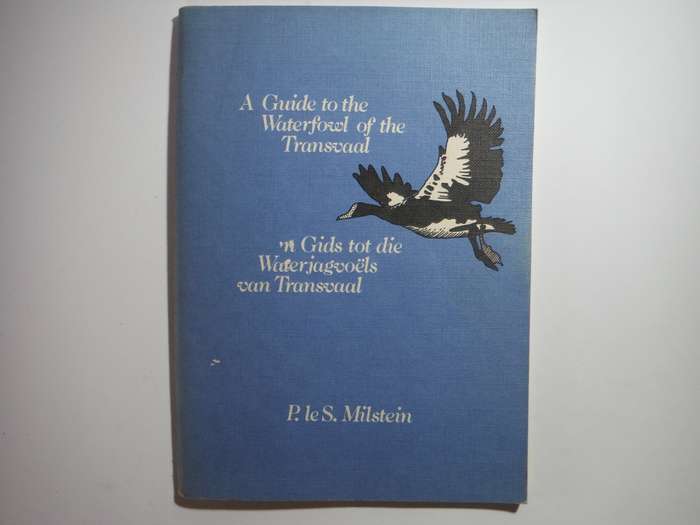 A Guide to the
Waterfowl of the
Transvaal
'n Gids tot die
Waterjagvoëls
van Transvaal
P. le S. Milstein